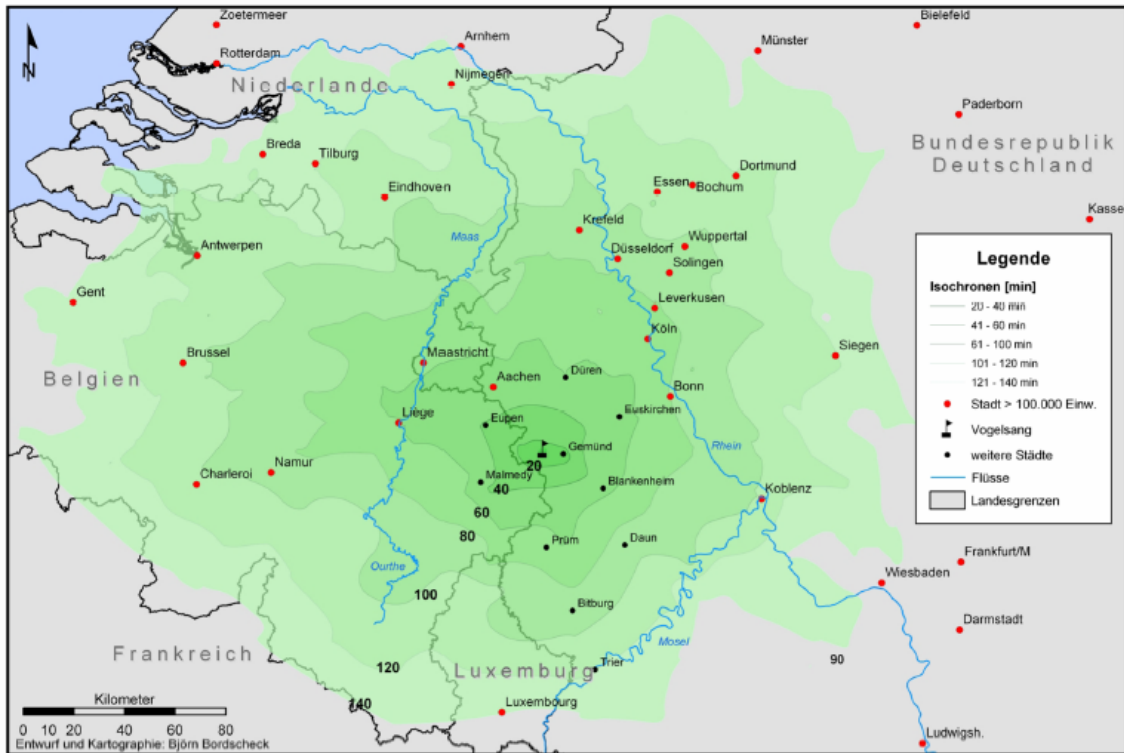 Zoetermeer
Bielefeld
Arnhem
Münster
Rotterdam
N
Nijmegen
Niederlande
Paderborn
Bundesrepublik
Deutschland
Breda
Tilburg
Dortmund
Essen
Bochum
Eindhoven
Kasse
Krefeld
Maas
Wuppertal
Antwerpen
Düsseldorf
Solingen
Legende
Isochronen [min]
20 - 40 min
41 - 60 min
61 - 100 min
101 - 120 min
121 - 140 min
Stadt > 100.000 Einw.
Vogelsang
weitere Städte
Flüsse
Landesgrenzen
Gent
Leverkusen
Köln
Brussel
Maastricht
Siegen
Belgien
Aachen
Düren
Bonn
Liege
Eupen
Euskirchen
Rhein
Gemünd
20
Namur
Charleroi
Malmedy
40
Blankenheim
Koblenz
60
80
Prüm
Daun
Frankfurt/M
Ourthe
Wiesbaden
100
Bitburg
Darmstadt
Mosel
Frankreich
120
Luxemburg
Trier
90
140
Luxembourg
Kilometer
0 10 20 40 60 80
Entwurf und Kartographie: Björn Bordscheck
Ludwigsh.